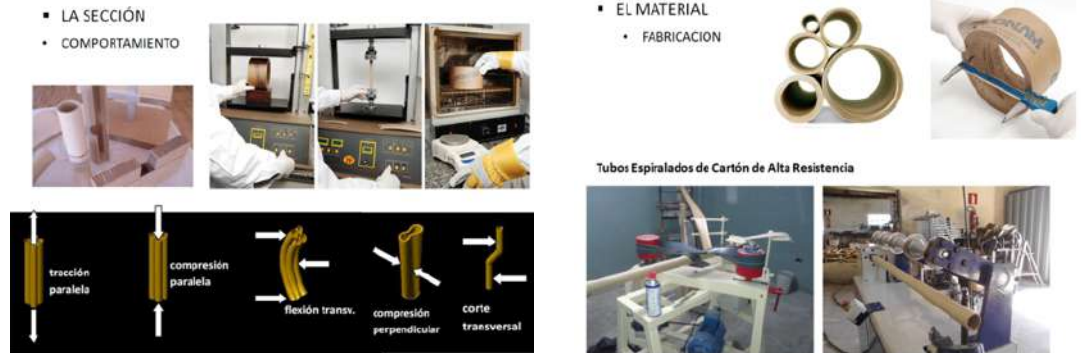 ▪ LA SECCIÓN
• COMPORTAMIENTO
tracción
paralela
compresión
paralela
flexión transv.
compresión
perpendicular
corte
transversal
▪ EL MATERIAL
• FABRICACION
Tubos Espiralados de Cartón de Alta Resistencia